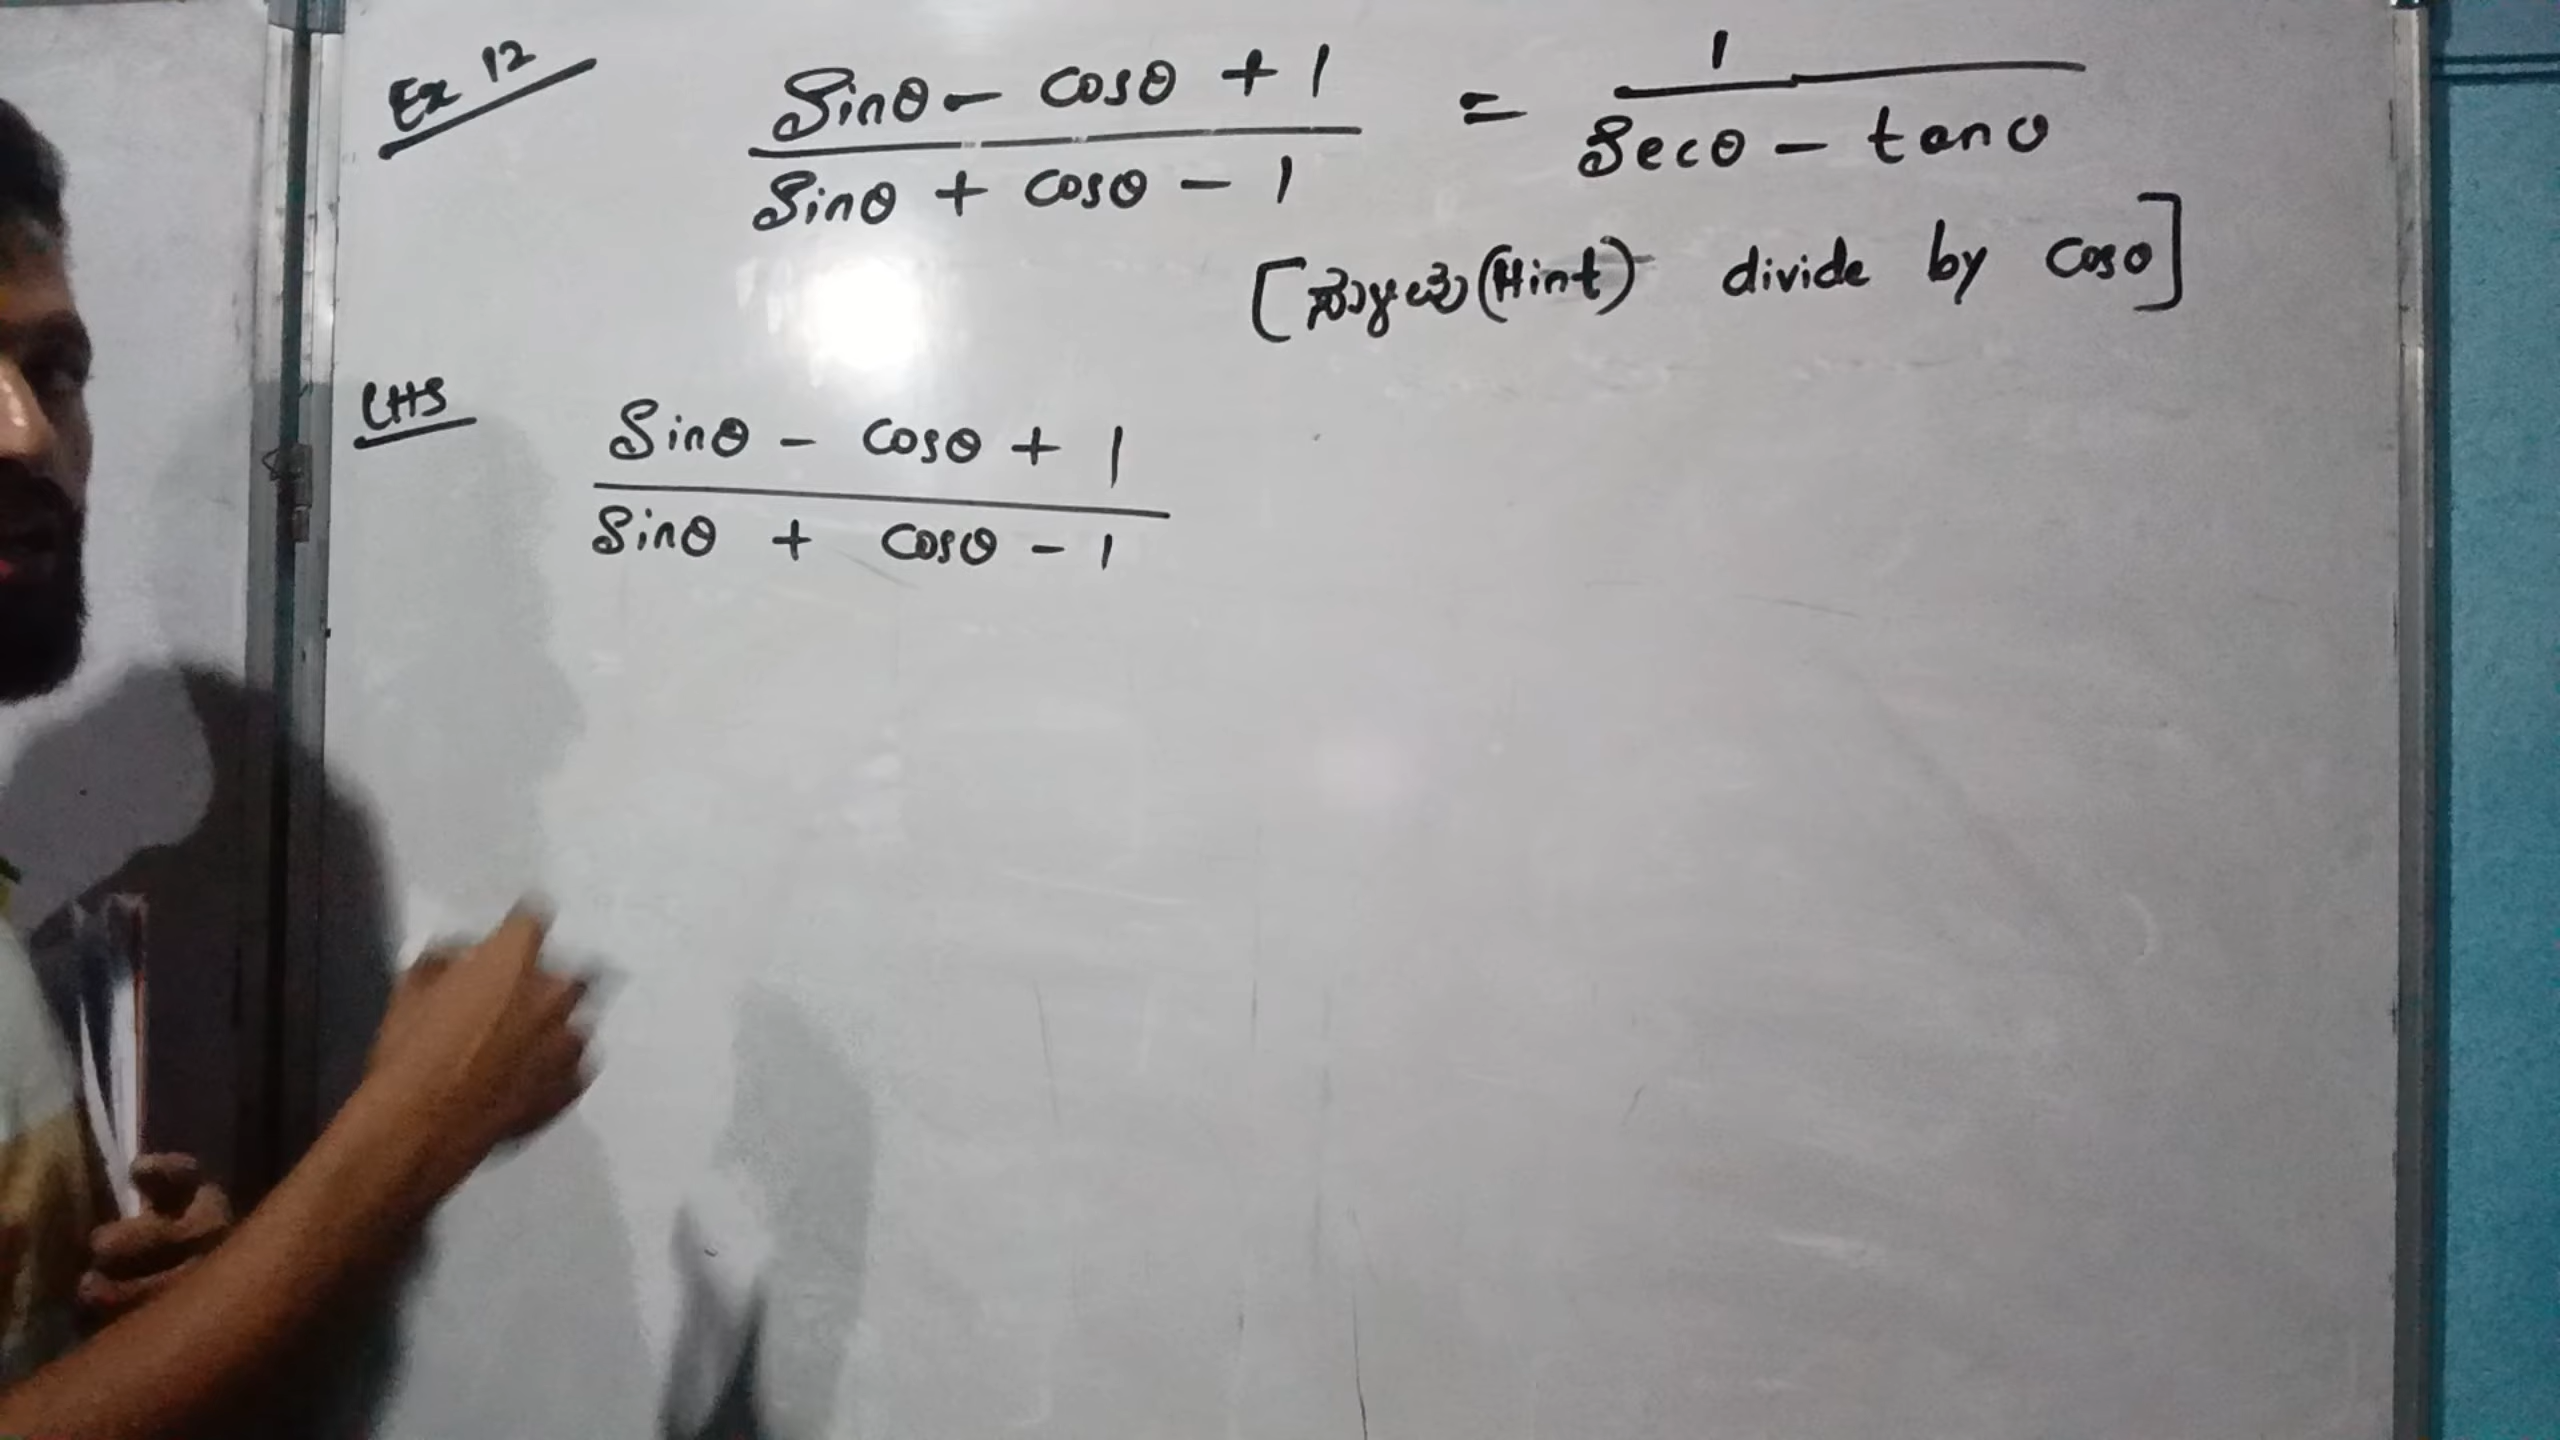 Ex 12
Sinθ - cosθ + 1 / Sinθ + cosθ - 1 = 1 / Secθ - tanθ
[(Hint) divide by cosθ]
LHS
Sinθ - cosθ + 1
Sinθ + cosθ - 1